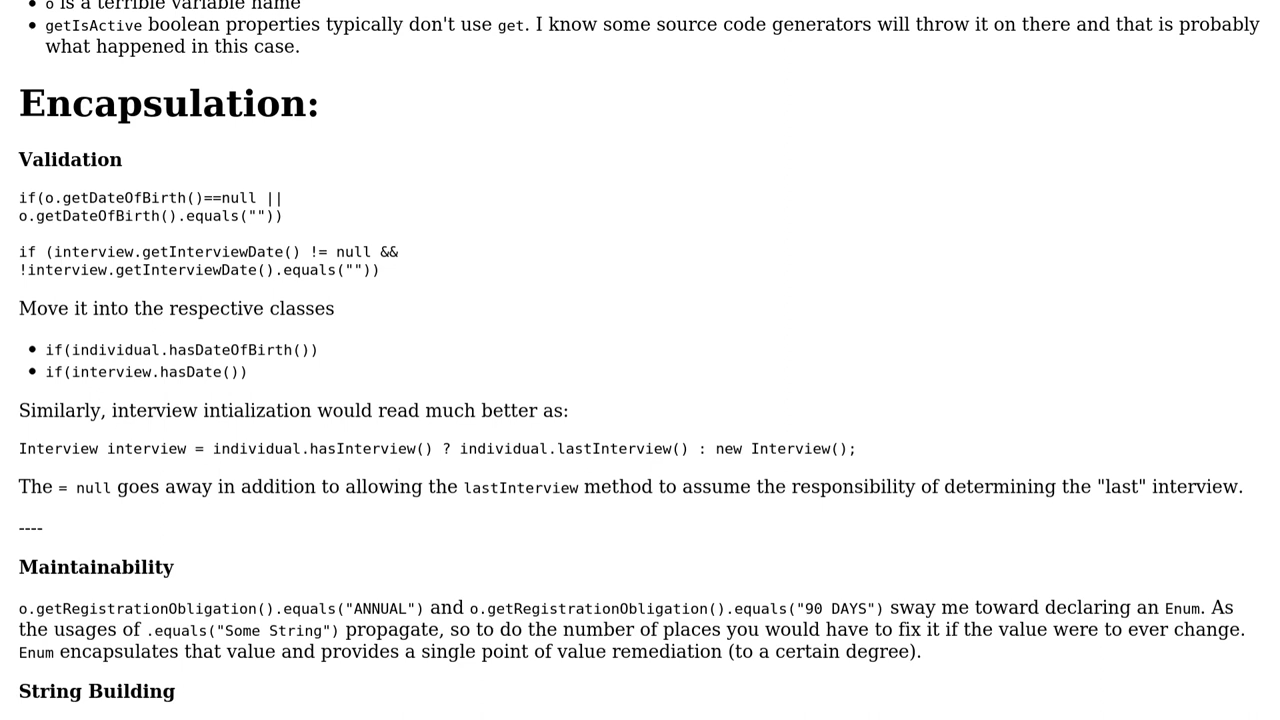 o is a terrible variable name
getIsActive boolean properties typically don't use get. I know some source code generators will throw it on there and that is probably
what happened in this case.
Encapsulation:
Validation
if(o.getDateOfBirth()==null ||
o.getDateOfBirth().equals(""))
if (interview.getInterviewDate() != null &&
!interview.getInterviewDate().equals(""))
Move it into the respective classes
if(individual.hasDateOfBirth())
if(interview.hasDate())
Similarly, interview intialization would read much better as:
Interview interview = individual.hasInterview() ? individual.lastInterview() : new Interview();
The = null goes away in addition to allowing the lastInterview method to assume the responsibility of determining the "last" interview.
----
Maintainability
o.getRegistrationObligation().equals("ANNUAL") and o.getRegistrationObligation().equals("90 DAYS") sway me toward declaring an Enum. As
the usages of .equals("Some String") propagate, so to do the number of places you would have to fix it if the value were to ever change.
Enum encapsulates that value and provides a single point of value remediation (to a certain degree).
String Building